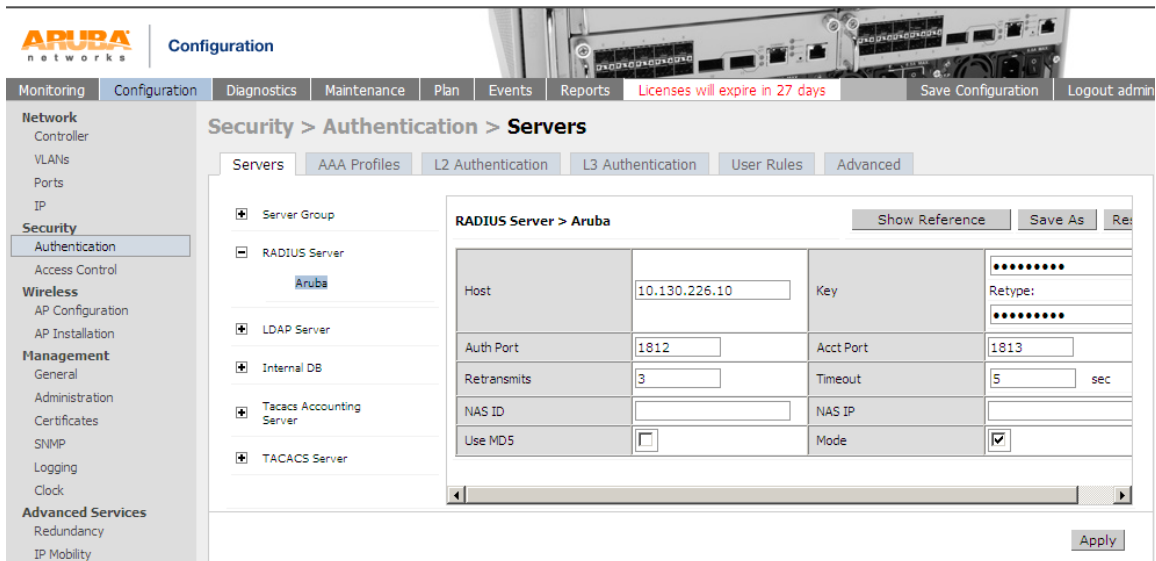 ARUBA
networks
Configuration
Monitoring Configuration Diagnostics Maintenance Plan Events Reports Licenses will expire in 27 days Save Configuration Logout admin
Network
Controller
VLANs
Ports
IP
Security
Authentication
Access Control
Wireless
AP Configuration
AP Installation
Management
General
Administration
Certificates
SNMP
Logging
Clock
Advanced Services
Redundancy
IP Mobility
Security > Authentication > Servers
Servers AAA Profiles L2 Authentication L3 Authentication User Rules Advanced
Server Group
RADIUS Server
Aruba
LDAP Server
Internal DB
Tacacs Accounting
Server
TACACS Server
RADIUS Server > Aruba Show Reference Save As Res
Host 10.130.226.10 Key
Retype:
Auth Port 1812 Acct Port 1813
Retransmits 3 Timeout 5 sec
NAS ID NAS IP
Use MD5 Mode
Apply